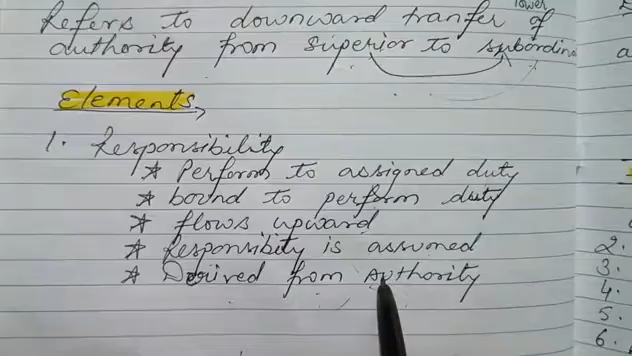 lower
Refers to downward tranfer of
authority from superior to subordin
Elements
1. Responsibility
* Perform to assigned duty
* bound to perform duty
* flows upward
* Responsibity is assumed
* Derived from Authority
a
2.
3.
4.
5.
6.